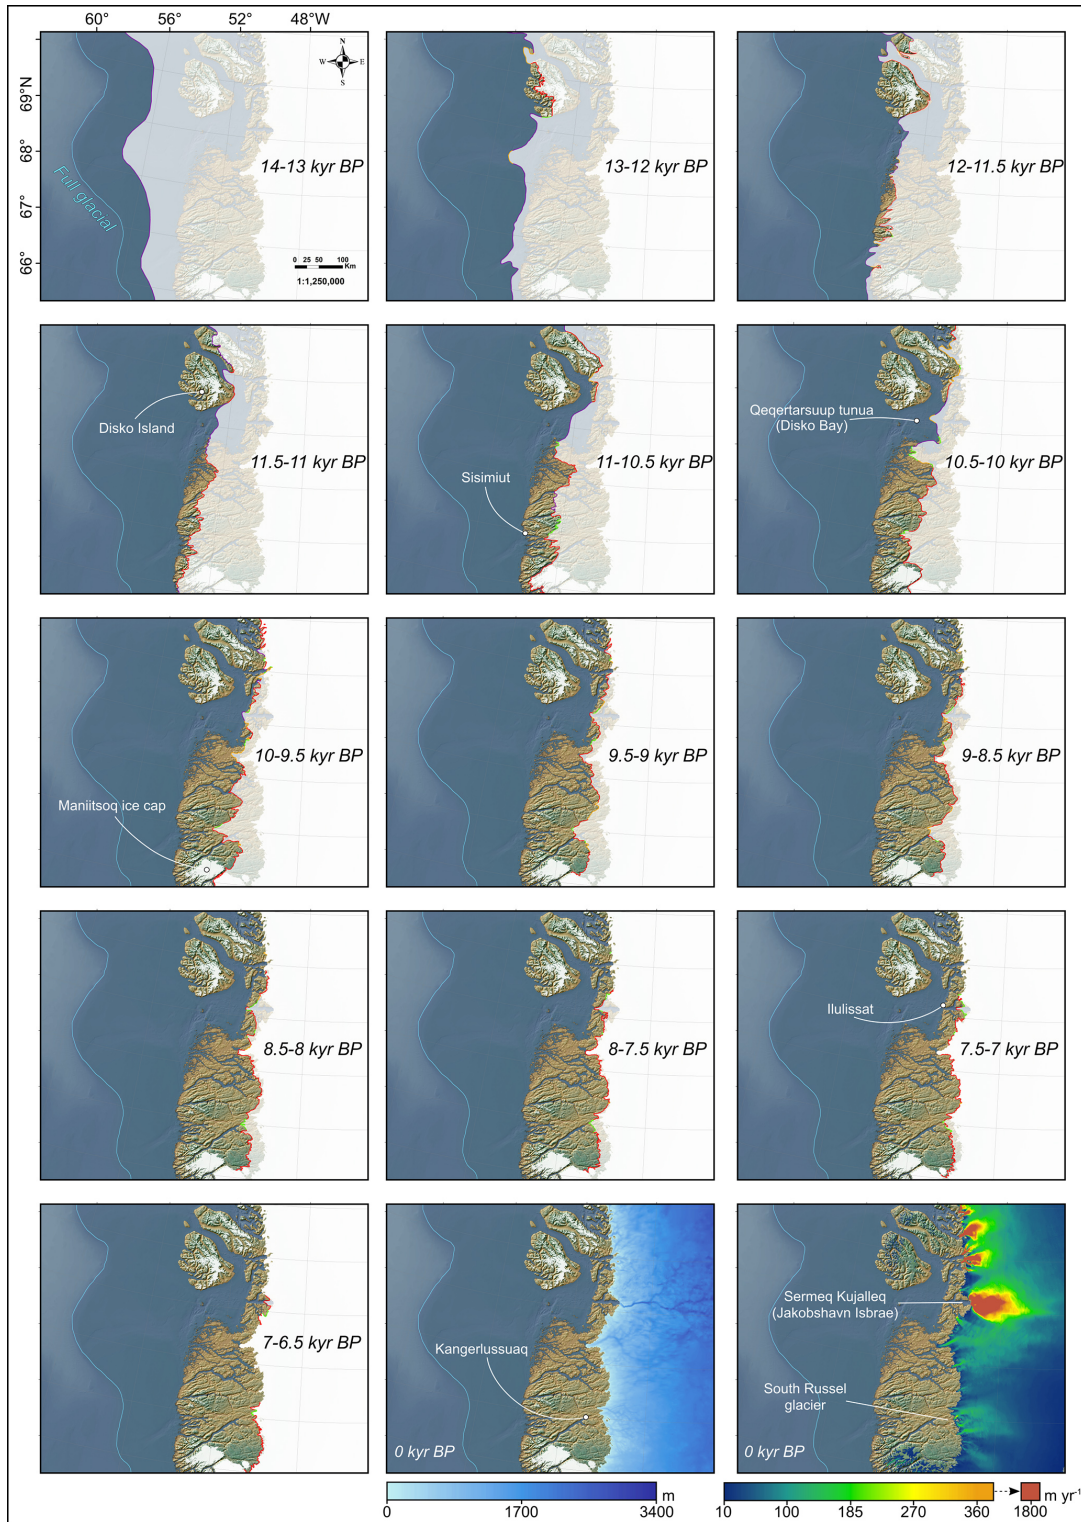 60° 56° 52° 48°W
N
W E
S
69°N
68°
67°
66°
Full glacial
14-13 kyr BP
0 25 50 100
Km
1:1,250,000
13-12 kyr BP
12-11.5 kyr BP
Disko Island
11.5-11 kyr BP
Sisimiut
11-10.5 kyr BP
Qeqertarsuup tunua
(Disko Bay)
10.5-10 kyr BP
10-9.5 kyr BP
Maniitsoq ice cap
9.5-9 kyr BP
9-8.5 kyr BP
8.5-8 kyr BP
8-7.5 kyr BP
Ilulissat
7.5-7 kyr BP
7-6.5 kyr BP
Kangerlussuaq
0 kyr BP
Sermeq Kujalleq
(Jakobshavn Isbrae)
South Russel
glacier
0 kyr BP
m
0 1700 3400
m yr⁻¹
10 100 185 270 360 1800